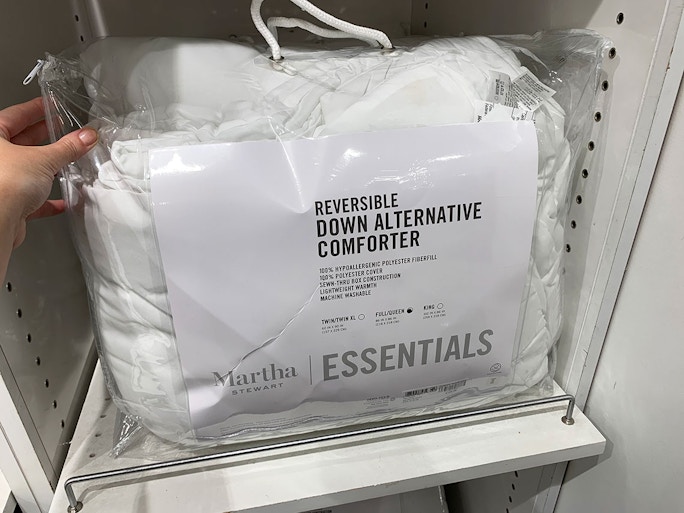 REVERSIBLE
DOWN ALTERNATIVE
COMFORTER
100% HYPOALLERGENIC POLYESTER FIBERFILL
100% POLYESTER COVER
SEWN-THRU BOX CONSTRUCTION
LIGHTWEIGHT WARMTH
MACHINE WASHABLE
TWIN/TWIN XL FULL/QUEEN KING
Martha
STEWART
ESSENTIALS